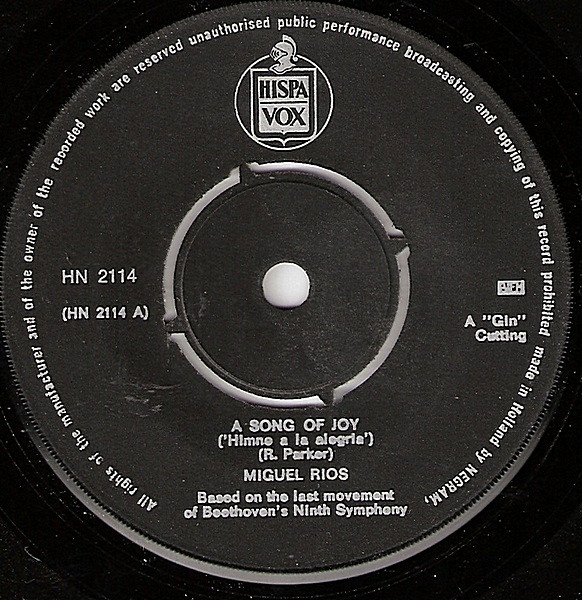 All rights of the manufacturer and of the owner of the recorded work are reserved unauthorised public performance broadcasting and copying of this record prohibited made in Holland by NEGRAM,
HISPA
VOX
HN 2114
(HN 2114 A)
A "Gin"
Cutting
A SONG OF JOY
('Himno a la alegria')
(R. Parker)
MIGUEL RIOS
Based on the last movement
of Beethoven's Ninth Symphony